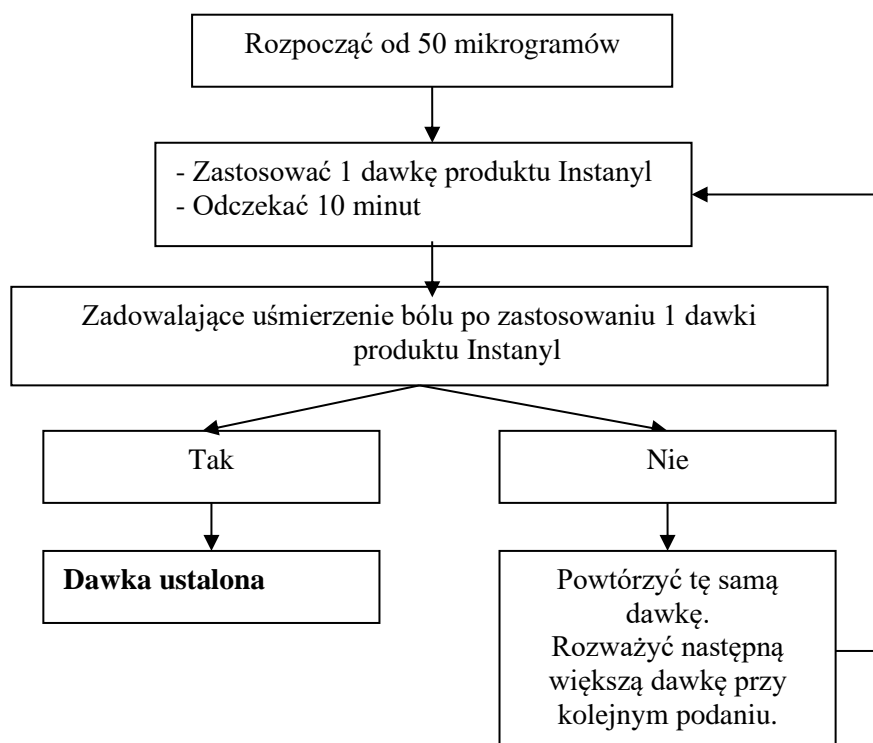 Rozpocząć od 50 mikrogramów
- Zastosować 1 dawkę produktu Instanyl
- Odczekać 10 minut
Zadowalające uśmierzenie bólu po zastosowaniu 1 dawki
produktu Instanyl
Tak
Nie
Dawka ustalona
Powtórzyć tę samą
dawkę.
Rozważyć następną
większą dawkę przy
kolejnym podaniu.